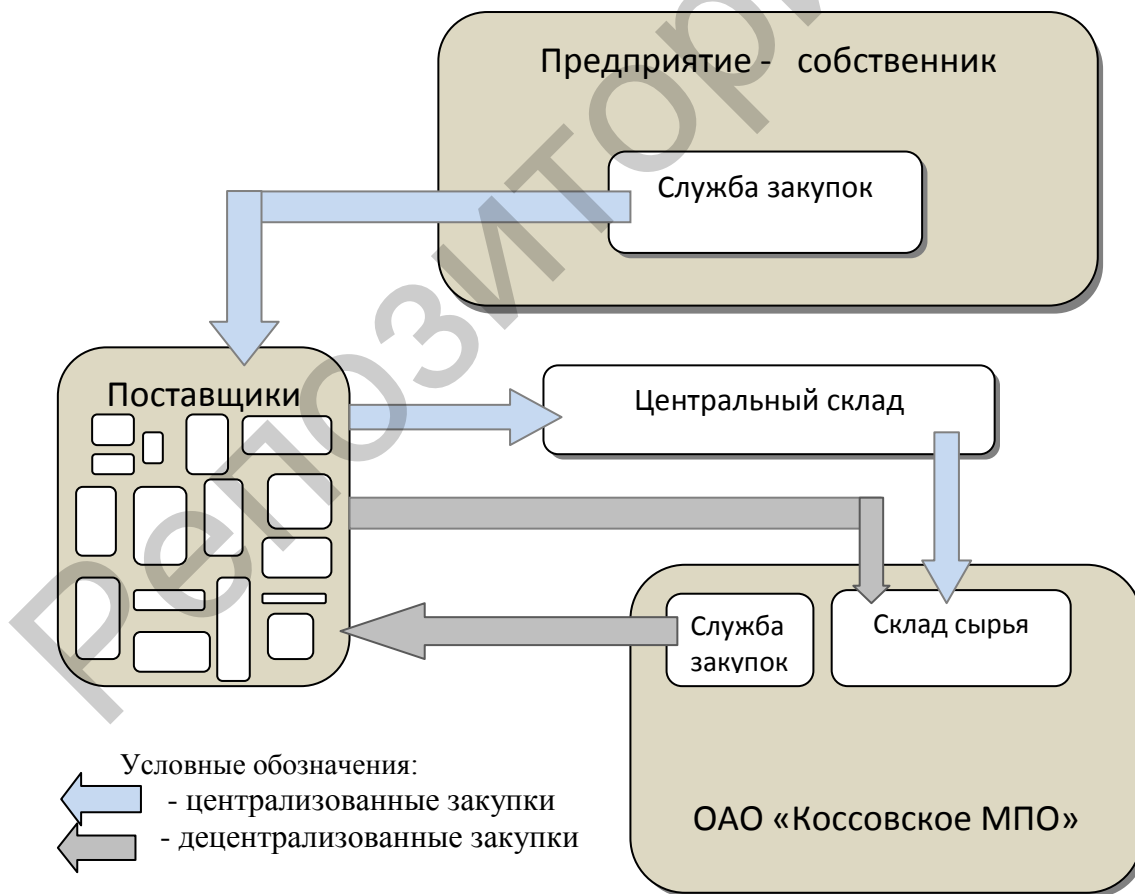 Предприятие - собственник
Служба закупок
Поставщики
Центральный склад
Служба
закупок
Склад сырья
ОАО «Коссовское МПО»
Условные обозначения:
- централизованные закупки
- децентрализованные закупки